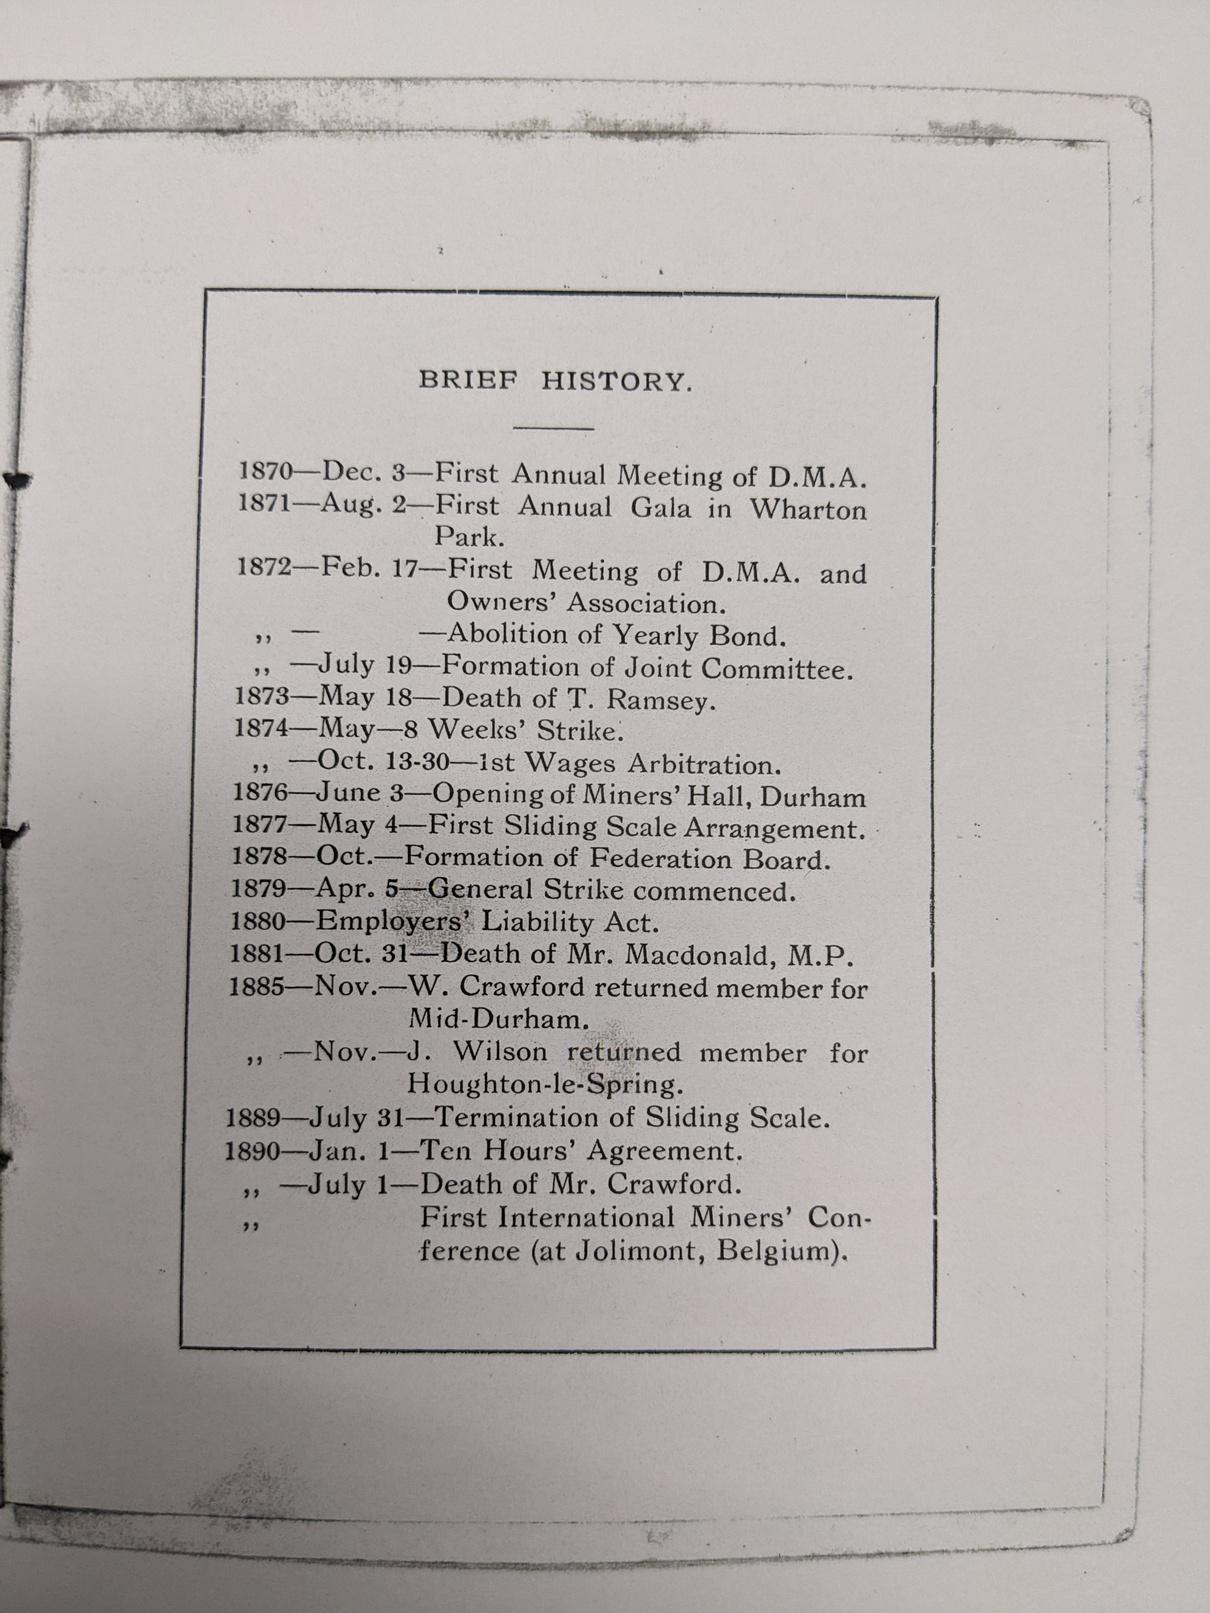 BRIEF HISTORY.
1870—Dec. 3—First Annual Meeting of D.M.A.
1871—Aug. 2—First Annual Gala in Wharton
Park.
1872—Feb. 17—First Meeting of D.M.A. and
Owners' Association.
,, — —Abolition of Yearly Bond.
,, —July 19—Formation of Joint Committee.
1873—May 18—Death of T. Ramsey.
1874—May—8 Weeks' Strike.
,, —Oct. 13-30—1st Wages Arbitration.
1876—June 3—Opening of Miners' Hall, Durham
1877—May 4—First Sliding Scale Arrangement.
1878—Oct.—Formation of Federation Board.
1879—Apr. 5—General Strike commenced.
1880—Employers' Liability Act.
1881—Oct. 31—Death of Mr. Macdonald, M.P.
1885—Nov.—W. Crawford returned member for
Mid-Durham.
,, —Nov.—J. Wilson returned member for
Houghton-le-Spring.
1889—July 31—Termination of Sliding Scale.
1890—Jan. 1—Ten Hours' Agreement.
,, —July 1—Death of Mr. Crawford.
,, First International Miners' Con-
ference (at Jolimont, Belgium).